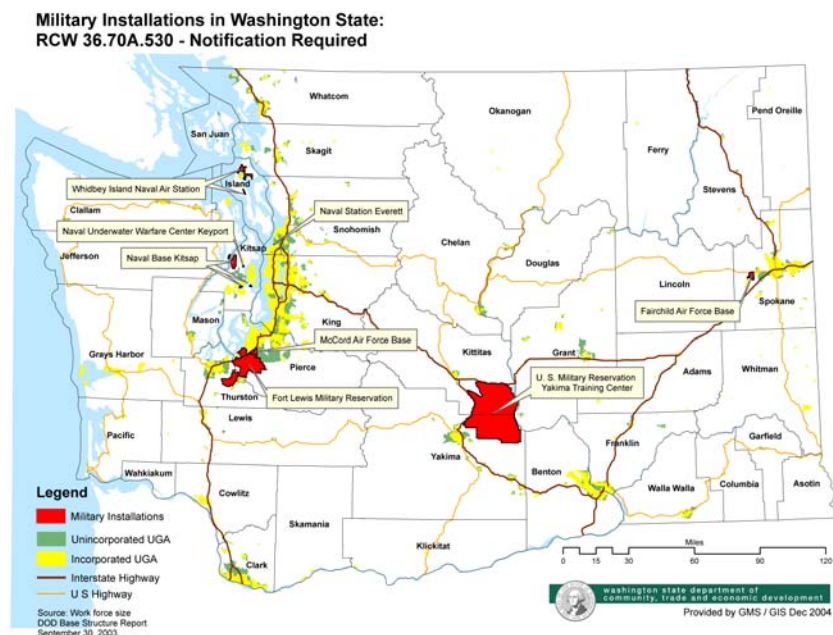 Military Installations in Washington State:
RCW 36.70A.530 - Notification Required
Whatcom
San Juan
Okanogan
Pend Oreille
Ferry
Skagit
Stevens
Whidbey Island Naval Air Station
Island
Clallam
Naval Station Everett
Snohomish
Naval Underwater Warfare Center Keyport
Kitsap
Chelan
Jefferson
Naval Base Kitsap
Douglas
Lincoln
Spokane
Fairchild Air Force Base
Mason
King
McCord Air Force Base
Kittitas
Grant
Grays Harbor
Pierce
Adams
Whitman
U. S. Military Reservation
Yakima Training Center
Thurston
Fort Lewis Military Reservation
Lewis
Pacific
Yakima
Franklin
Garfield
Wahkiakum
Benton
Walla Walla
Columbia
Asotin
Cowlitz
Skamania
Klickitat
Clark
Legend
Military Installations
Unincorporated UGA
Incorporated UGA
Interstate Highway
U S Highway
Source: Work force size
DOD Base Structure Report
September 30, 2003
Miles
0 15 30 60 90 120
washington state department of
community, trade and economic development
Provided by GMS / GIS Dec 2004